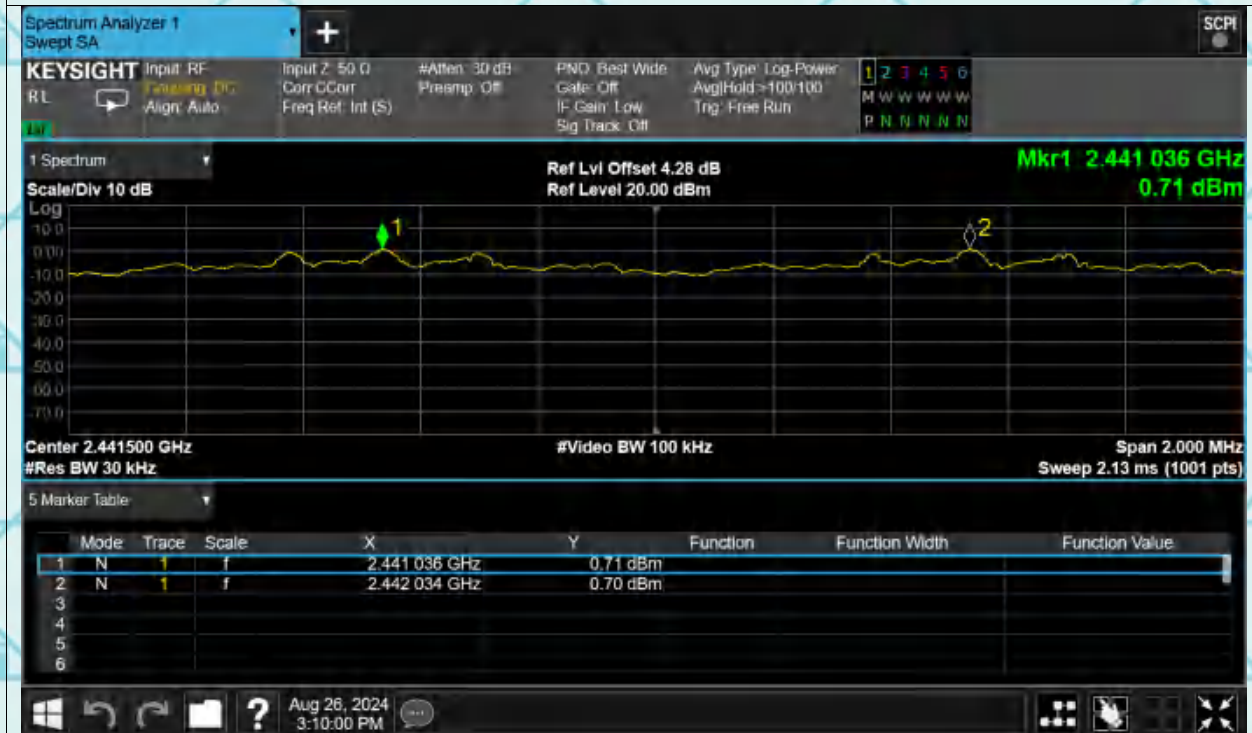 Spectrum Analyzer 1
Swept SA
+
SCPI
KEYSIGHT Input: RF Input Z: 50 Ω #Atten: 30 dB PNO: Best Wide Avg Type: Log-Power 1 2 3 4 5 6
RL Coupling: DC Corr CCorr Preamp: Off Gate: Off Avg|Hold:>100/100 M W W W W W
Align: Auto Freq Ref: Int (S) IF Gain: Low Trig: Free Run
Sig Track: Off P N N N N N
1 Spectrum Ref Lvl Offset 4.28 dB Mkr1 2.441 036 GHz
Scale/Div 10 dB Ref Level 20.00 dBm 0.71 dBm
Log
10.0
0.00
-10.0
-20.0
-30.0
-40.0
-50.0
-60.0
-70.0
1
2
Center 2.441500 GHz #Video BW 100 kHz Span 2.000 MHz
#Res BW 30 kHz Sweep 2.13 ms (1001 pts)
5 Marker Table
Mode Trace Scale X Y Function Function Width Function Value
1 N 1 f 2.441 036 GHz 0.71 dBm
2 N 1 f 2.442 034 GHz 0.70 dBm
3
4
5
6
? Aug 26, 2024
3:10:00 PM